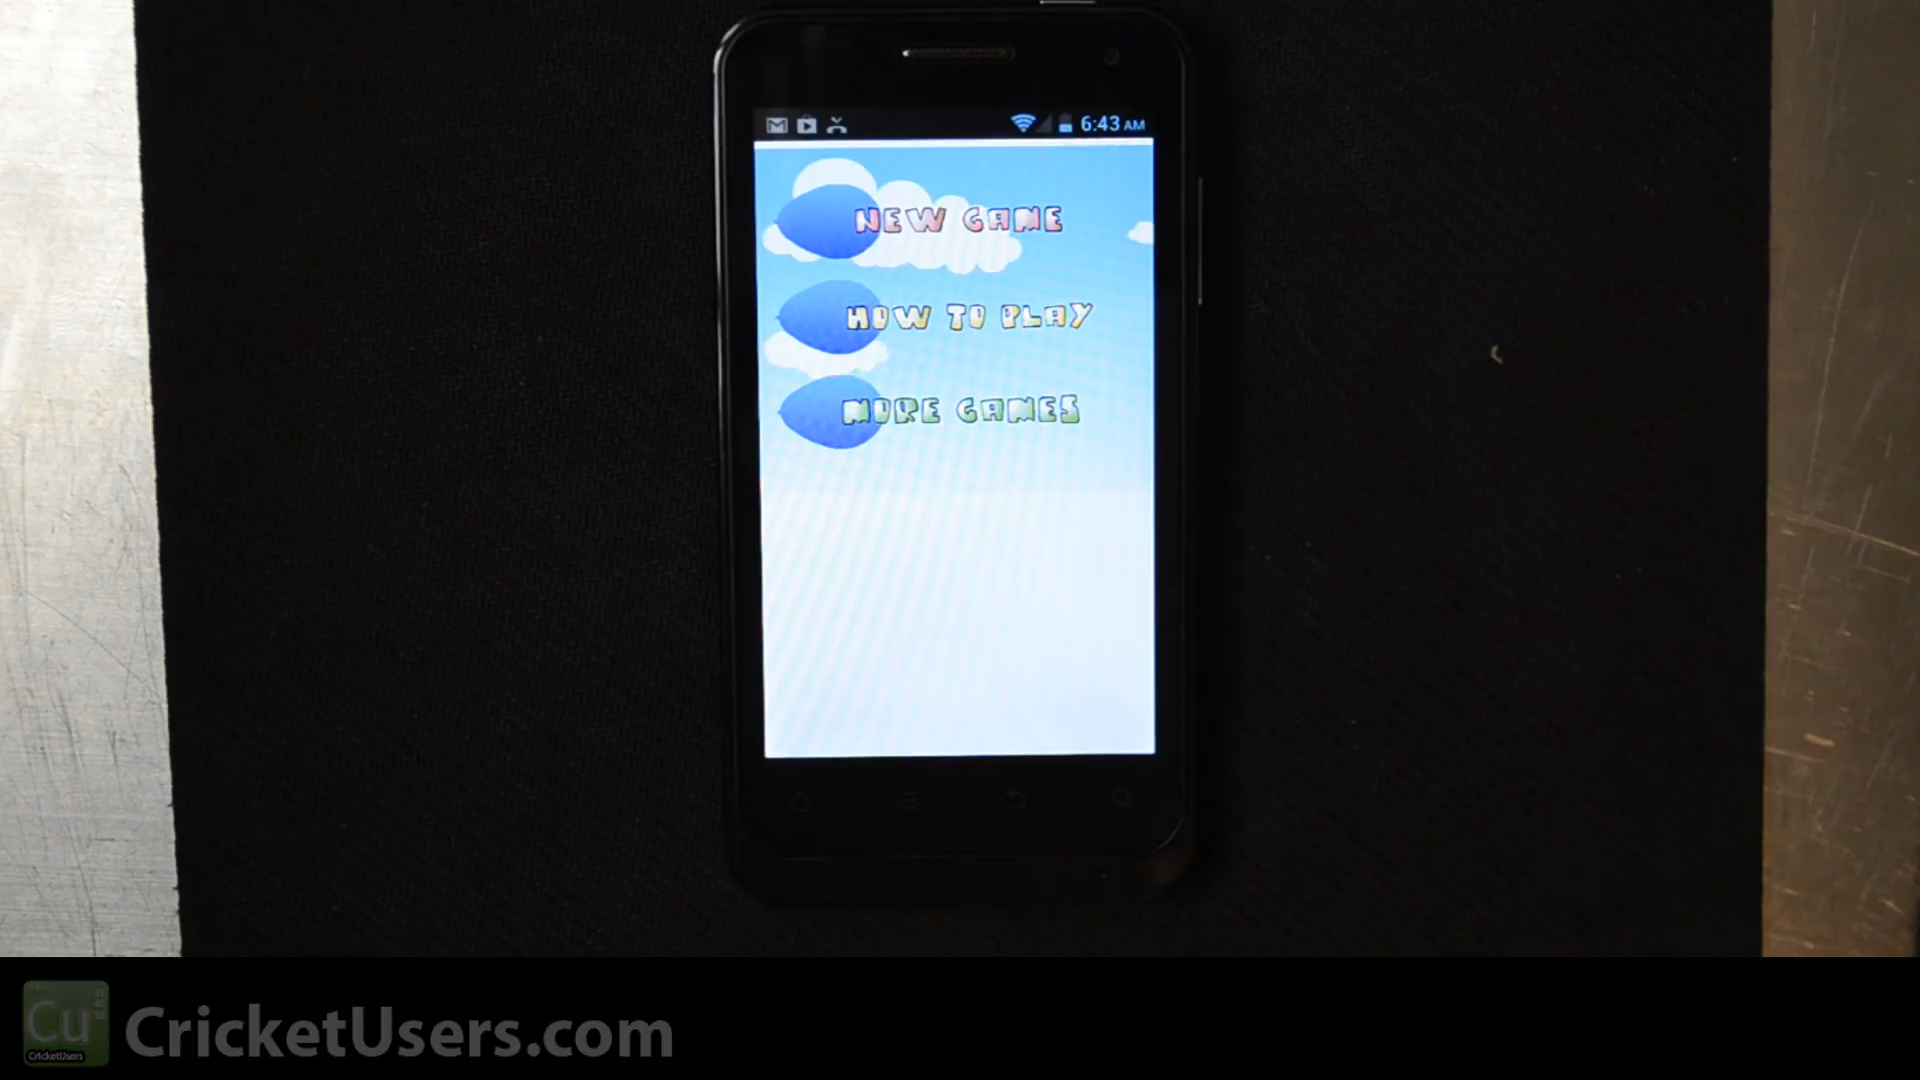 6:43 AM
NEW GAME
HOW TO PLAY
MORE GAMES
Cu
CricketUsers
CricketUsers.com